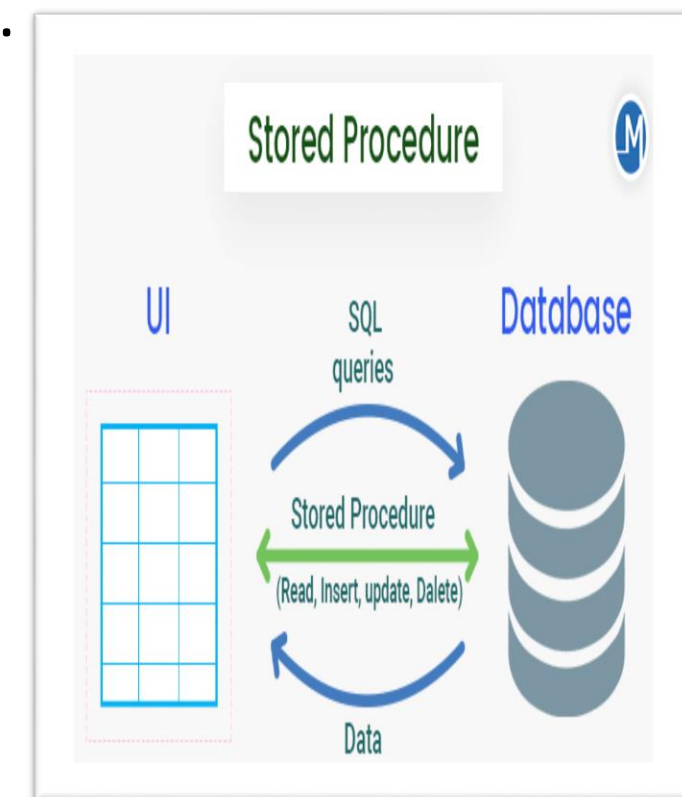 •
Stored Procedure
M
UI
SQL
queries
Database
Stored Procedure
(Read, Insert, update, Dalete)
Data